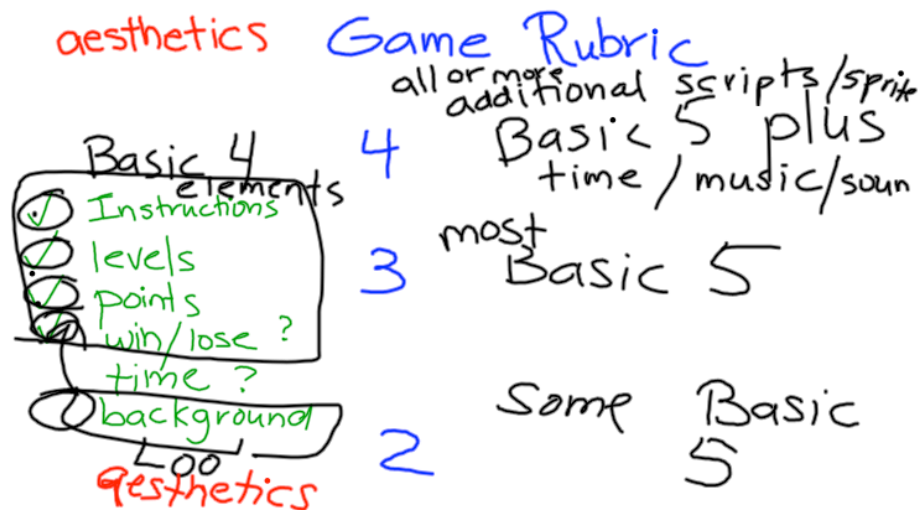 aesthetics Game Rubric
all or more
additional scripts/sprite
4 Basic 5 plus
time / music/soun
Basic 4
elements
Instructions
levels
points
win/lose ?
time ?
background
aesthetics
most
3 Basic 5
Some Basic
2 5